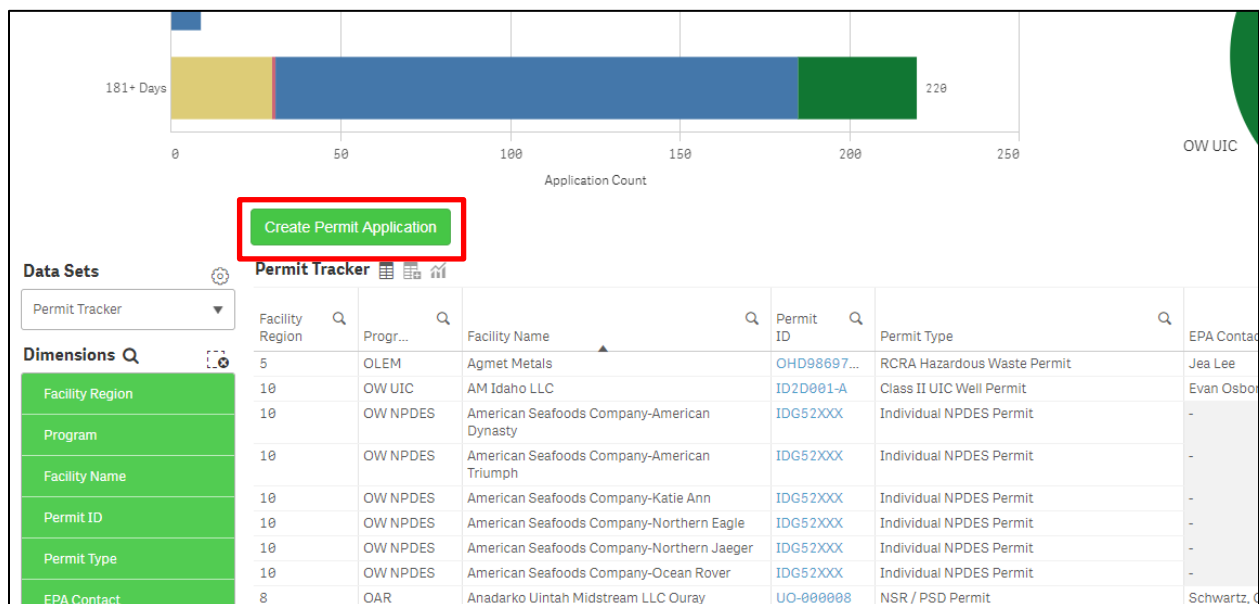 181+ Days
220
0 50 100 150 200 250
Application Count
OW UIC
Create Permit Application
Data Sets
Permit Tracker
Dimensions
Facility Region
Program
Facility Name
Permit ID
Permit Type
EPA Contact
Permit Tracker
Facility Region Progr... Facility Name Permit ID Permit Type EPA Contac
5 OLEM Agmet Metals OHD98697... RCRA Hazardous Waste Permit Jea Lee
10 OW UIC AM Idaho LLC ID2D001-A Class II UIC Well Permit Evan Osbor
10 OW NPDES American Seafoods Company-American IDG52XXX Individual NPDES Permit -
Dynasty
10 OW NPDES American Seafoods Company-American IDG52XXX Individual NPDES Permit -
Triumph
10 OW NPDES American Seafoods Company-Katie Ann IDG52XXX Individual NPDES Permit -
10 OW NPDES American Seafoods Company-Northern Eagle IDG52XXX Individual NPDES Permit -
10 OW NPDES American Seafoods Company-Northern Jaeger IDG52XXX Individual NPDES Permit -
10 OW NPDES American Seafoods Company-Ocean Rover IDG52XXX Individual NPDES Permit -
8 OAR Anadarko Uintah Midstream LLC Ouray UO-000008 NSR / PSD Permit Schwartz,